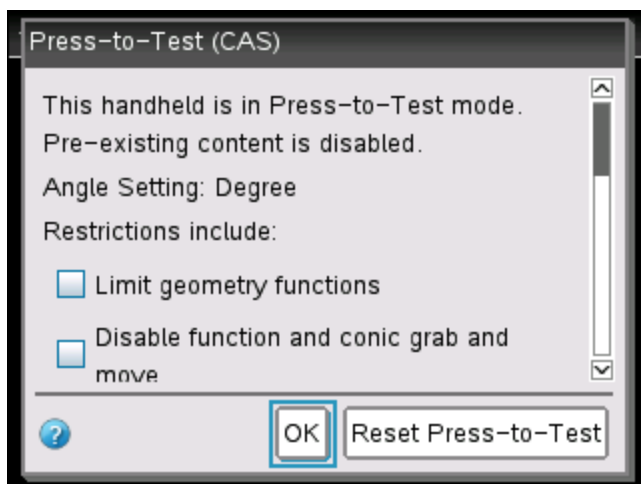 Press-to-Test (CAS)
This handheld is in Press-to-Test mode.
Pre-existing content is disabled.
Angle Setting: Degree
Restrictions include:
Limit geometry functions
Disable function and conic grab and
move
?
OK Reset Press-to-Test